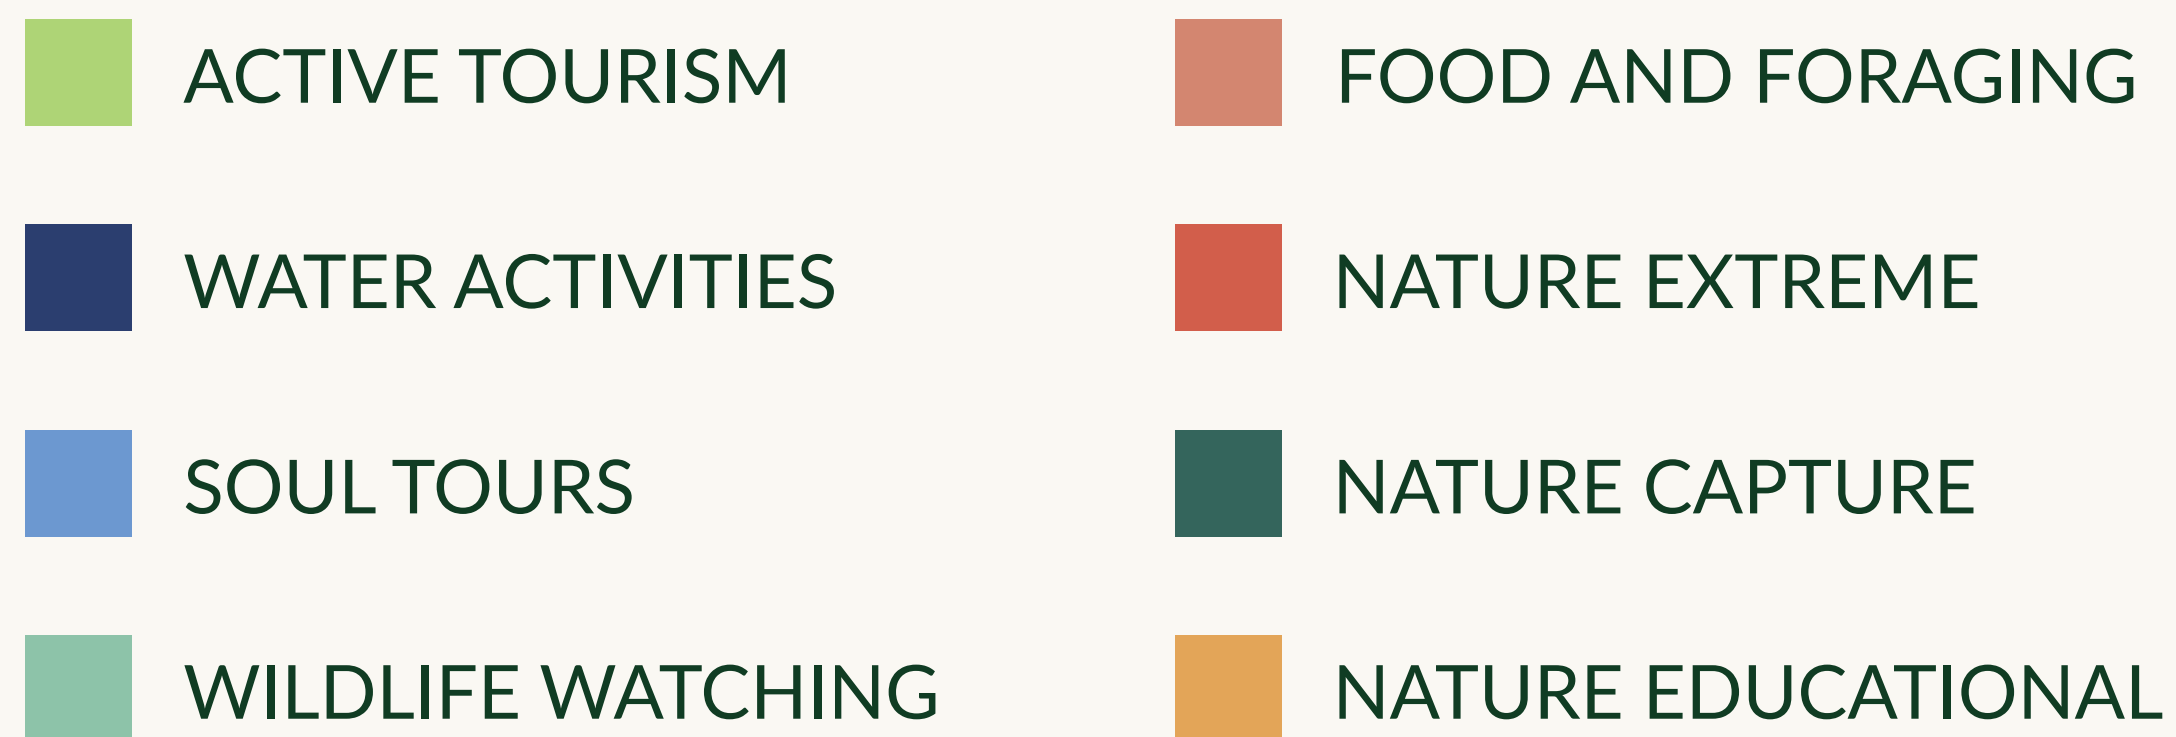 ACTIVE TOURISM
WATER ACTIVITIES
SOUL TOURS
WILDLIFE WATCHING
FOOD AND FORAGING
NATURE EXTREME
NATURE CAPTURE
NATURE EDUCATIONAL